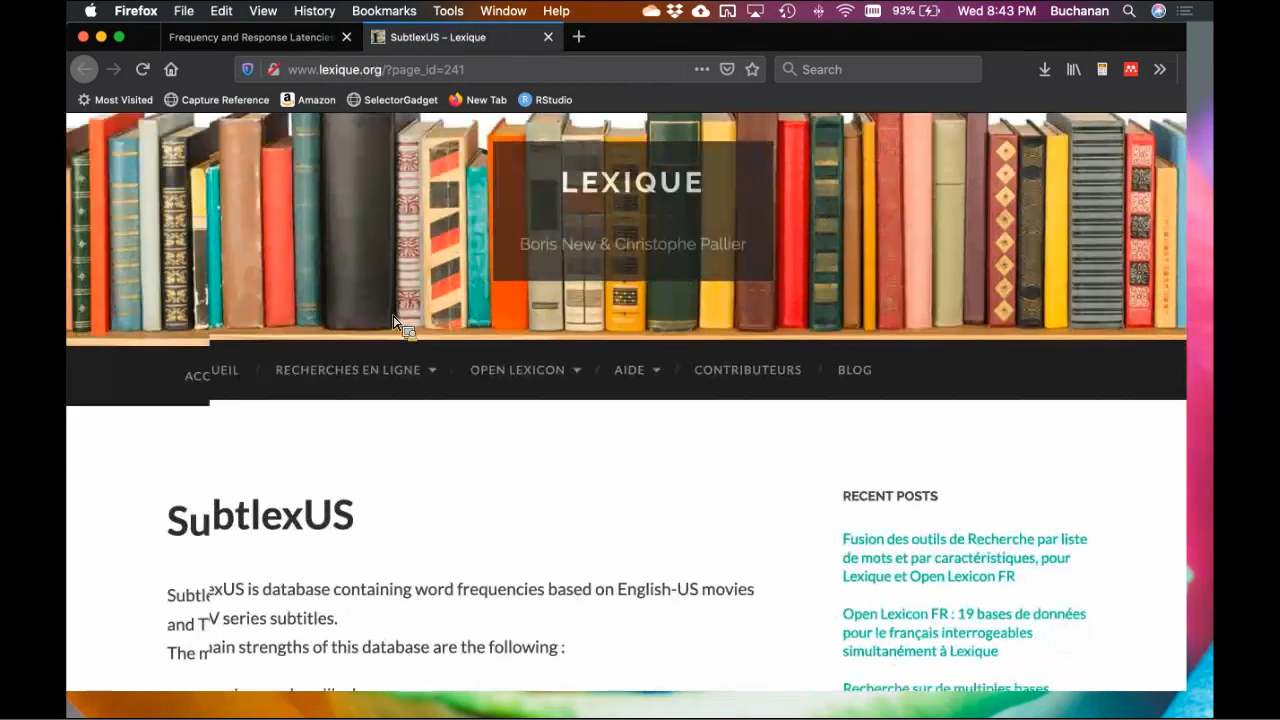 Firefox File Edit View History Bookmarks Tools Window Help 93% Wed 8:43 PM Buchanan
Frequency and Response Latencies SubtlexUS – Lexique
www.lexique.org/?page_id=241 Search
Most Visited Capture Reference Amazon SelectorGadget New Tab RStudio
LEXIQUE
Boris New & Christophe Pallier
ACCUEIL / RECHERCHES EN LIGNE / OPEN LEXICON / AIDE / CONTRIBUTEURS / BLOG
SubtlexUS
SubtlexUS is database containing word frequencies based on English-US movies
and TV series subtitles.
The main strengths of this database are the following :
RECENT POSTS
Fusion des outils de Recherche par liste
de mots et par caractéristiques, pour
Lexique et Open Lexicon FR
Open Lexicon FR : 19 bases de données
pour le français interrogeables
simultanément à Lexique
Recherche sur de multiples bases